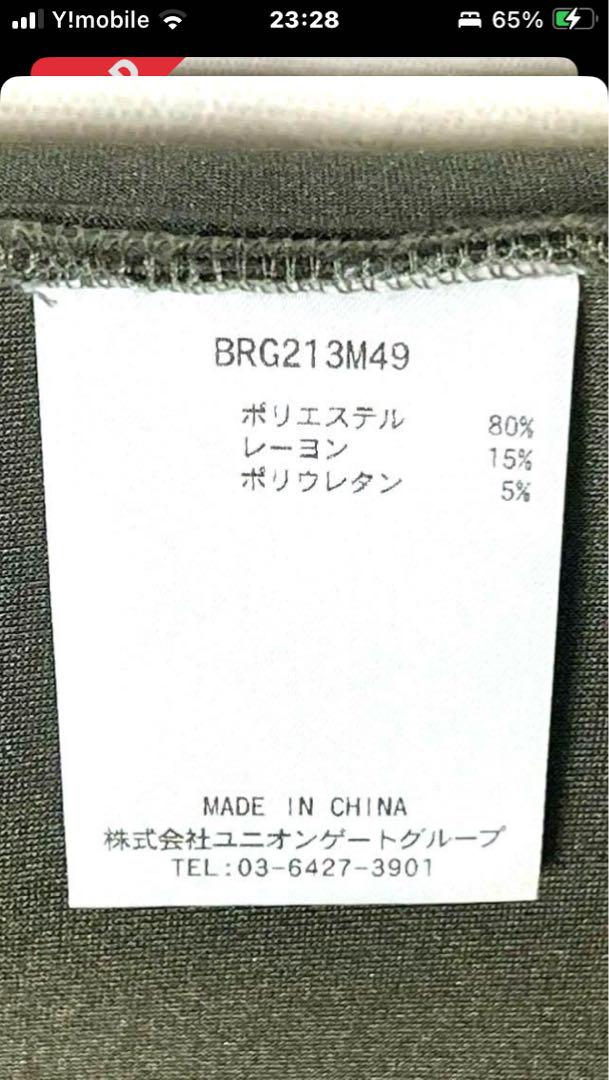 Y!mobile 23:28 65%
BRG213M49
ポリエステル 80%
レーヨン 15%
ポリウレタン 5%
MADE IN CHINA
株式会社ユニオンゲートグループ
TEL:03-6427-3901